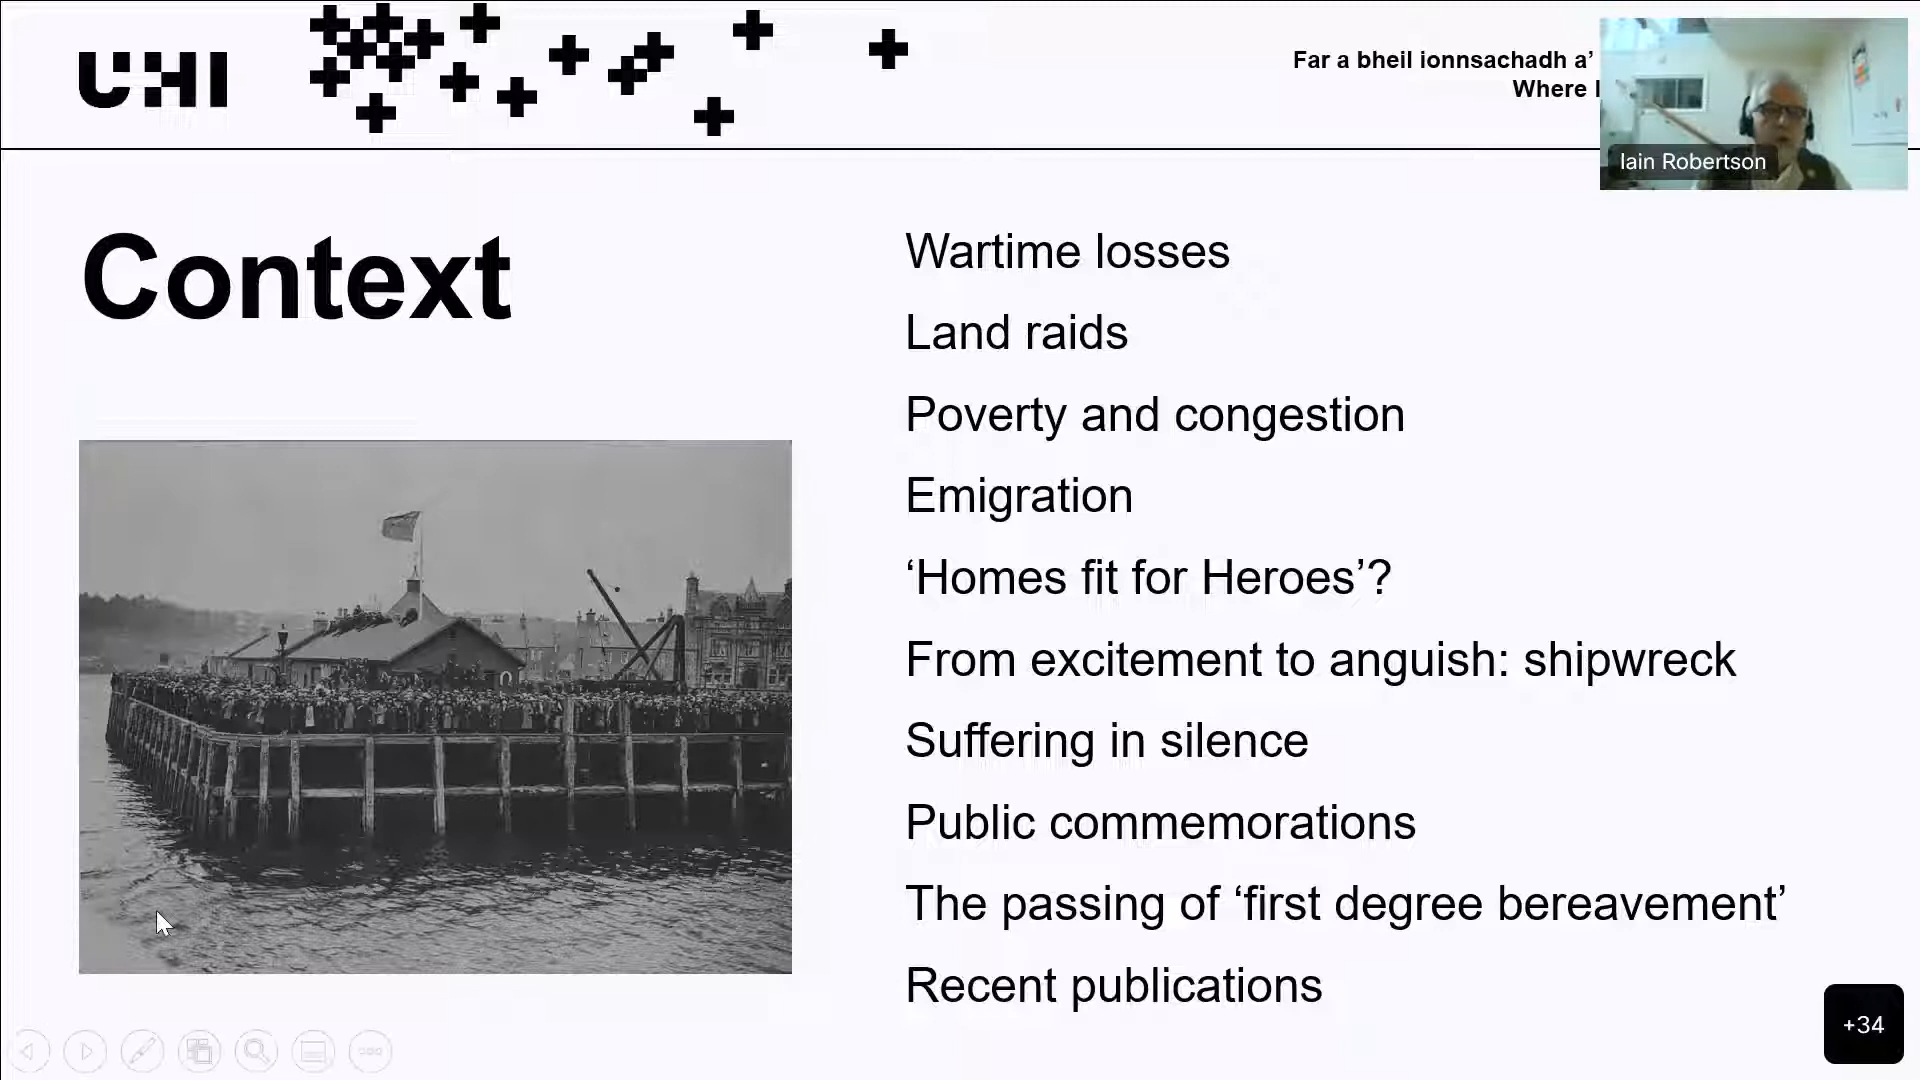 UHI
Far a bheil ionnsachadh a’
Where
Iain Robertson
Context
Wartime losses
Land raids
Poverty and congestion
Emigration
‘Homes fit for Heroes’?
From excitement to anguish: shipwreck
Suffering in silence
Public commemorations
The passing of ‘first degree bereavement’
Recent publications
+34